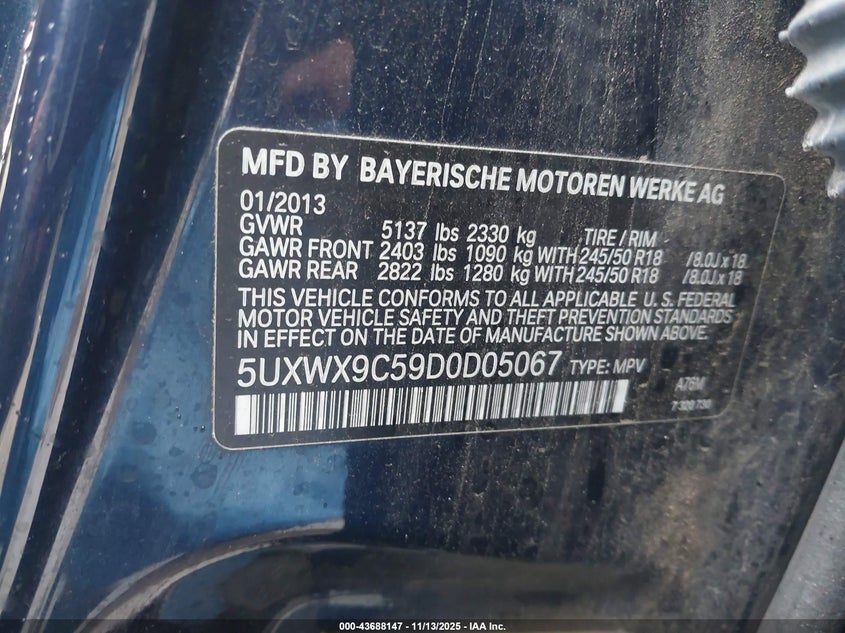 MFD BY BAYERISCHE MOTOREN WERKE AG
01/2013
GVWR 5137 lbs 2330 kg TIRE / RIM
GAWR FRONT 2403 lbs 1090 kg WITH 245/50 R18 /8.0J x 18
GAWR REAR 2822 lbs 1280 kg WITH 245/50 R18 /8.0J x 18
THIS VEHICLE CONFORMS TO ALL APPLICABLE U. S. FEDERAL
MOTOR VEHICLE SAFETY AND THEFT PREVENTION STANDARDS
IN EFFECT ON THE DATE OF MANUFACTURE SHOWN ABOVE.
5UXWX9C59D0D05067 TYPE: MPV
A76M
000-43688147 - 11/13/2025 - IAA Inc.